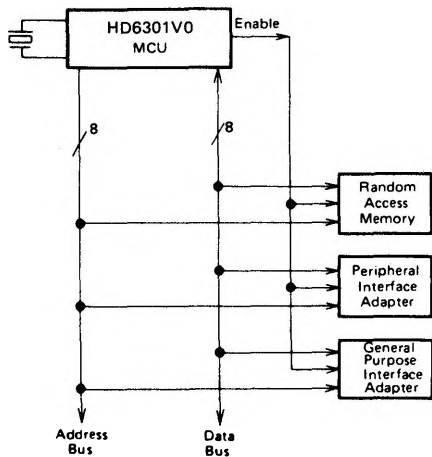 HD6301V0
MCU
Enable
8
8
Random
Access
Memory
Peripheral
Interface
Adapter
General
Purpose
Interface
Adapter
Address
Bus
Data
Bus